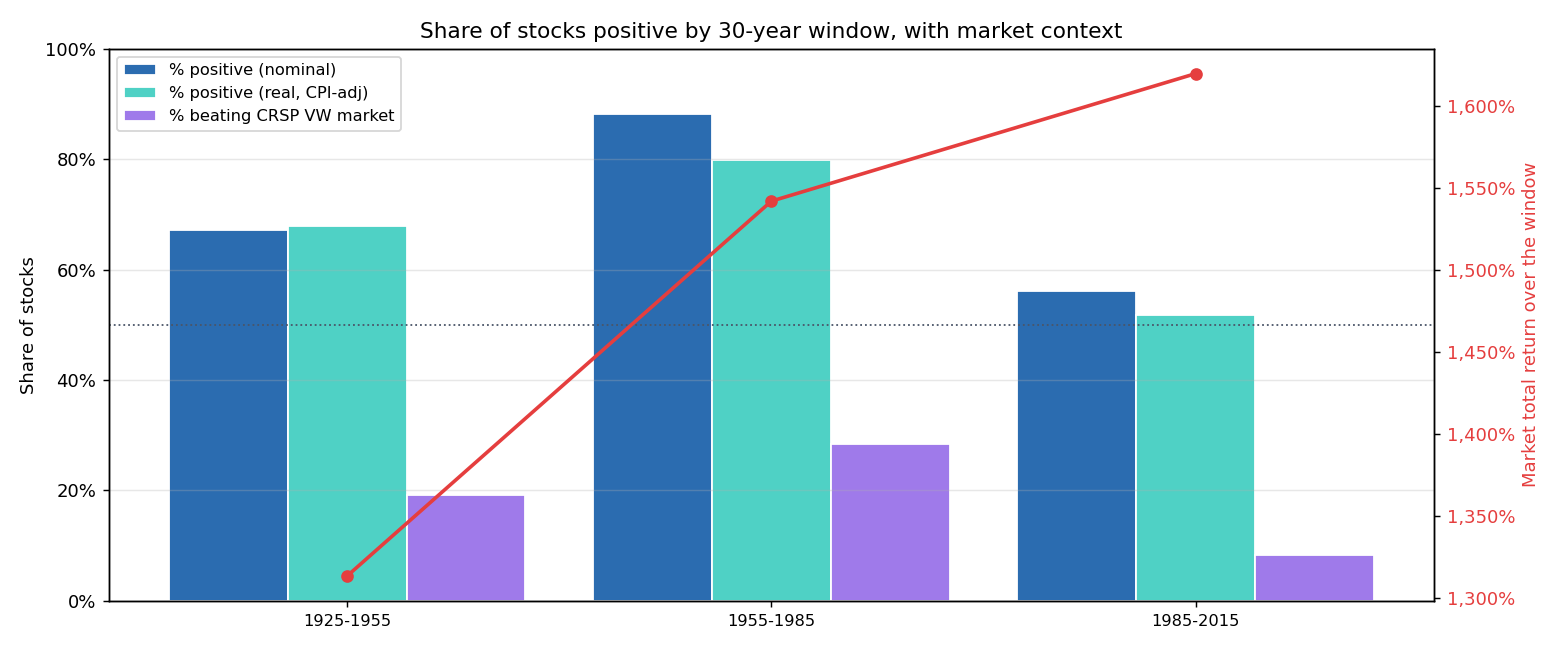 Share of stocks positive by 30-year window, with market context
% positive (nominal)
% positive (real, CPI-adj)
% beating CRSP VW market
Share of stocks
100%
80%
60%
40%
20%
0%
1,600%
1,550%
1,500%
1,450%
1,400%
1,350%
1,300%
Market total return over the window
1925-1955
1955-1985
1985-2015